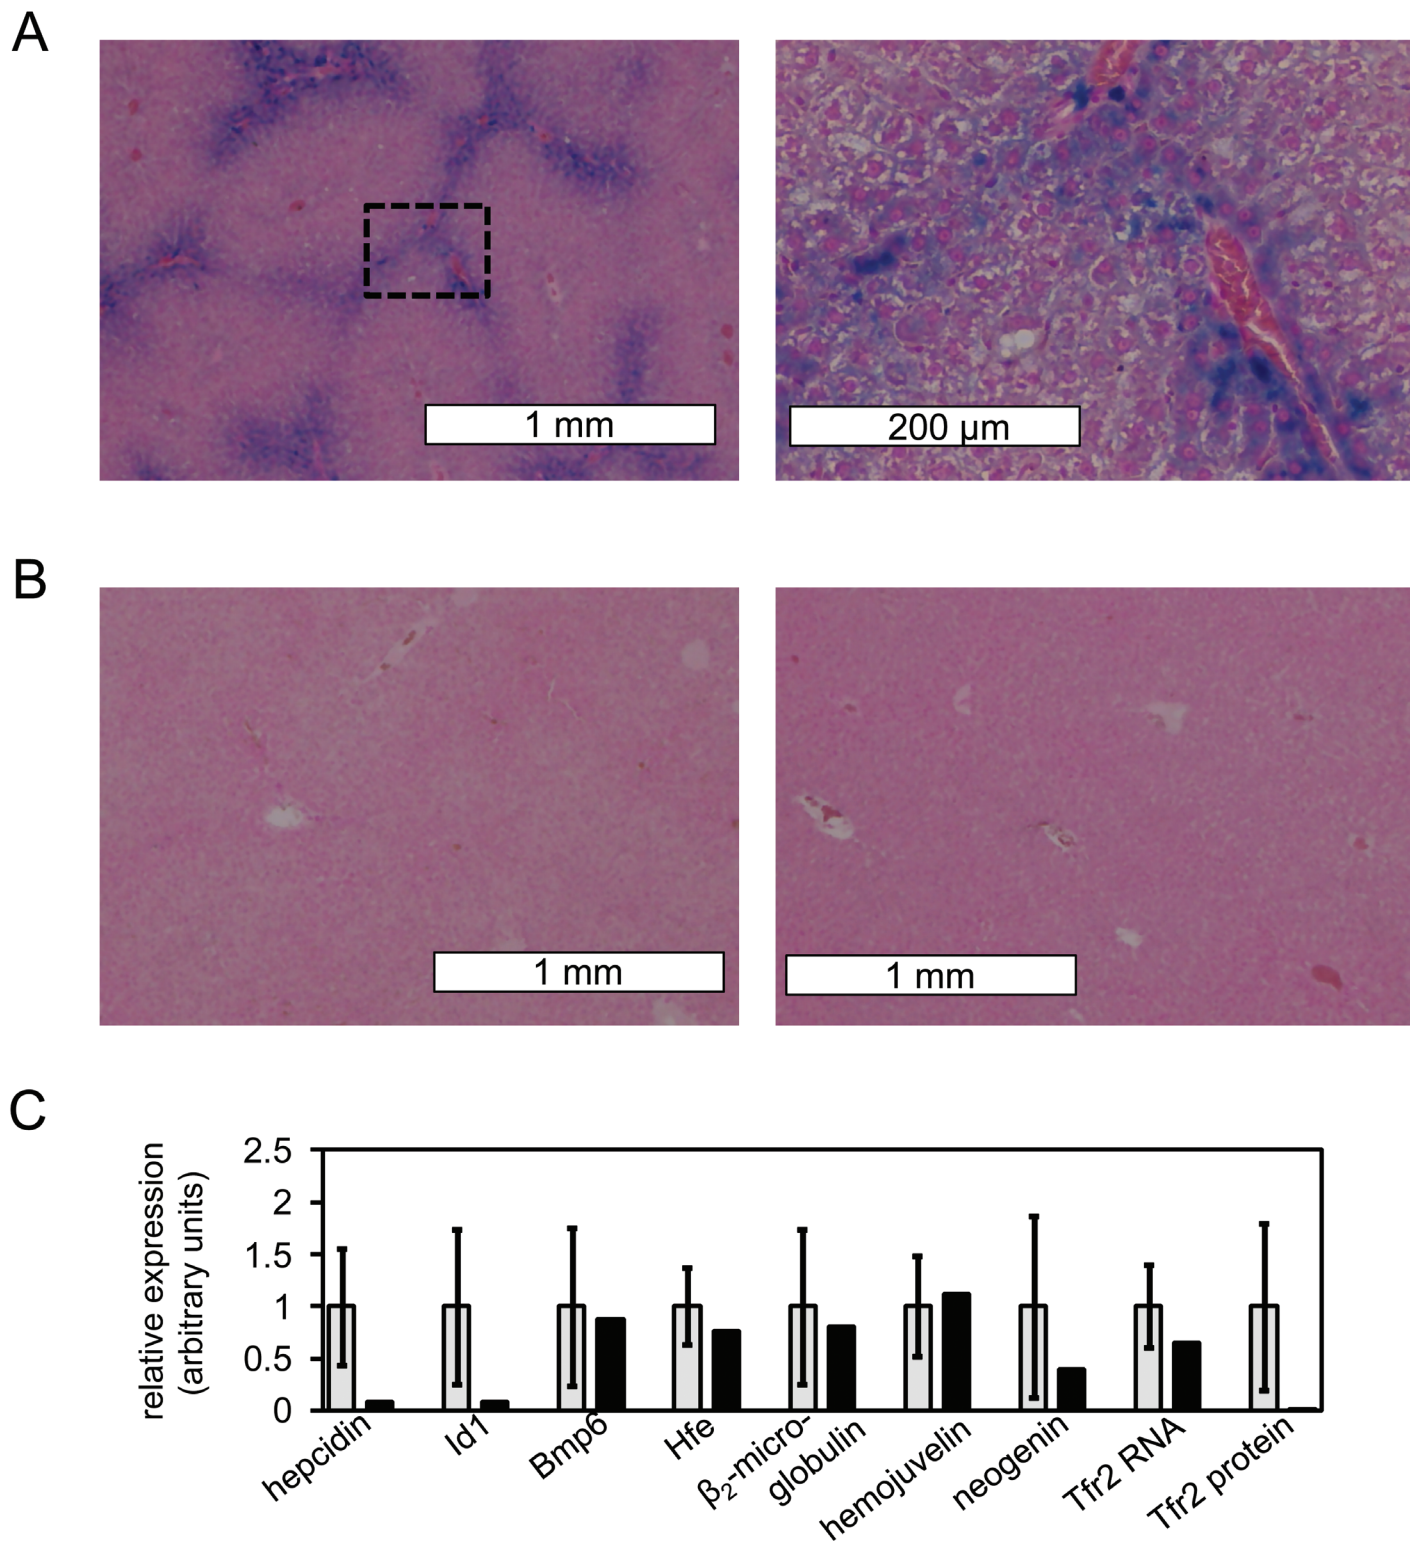 A
1 mm
200 µm
B
1 mm
1 mm
C
relative expression
(arbitrary units)
2.5
2
1.5
1
0.5
0
hepcidin
Id1
Bmp6
Hfe
β₂-micro-
globulin
hemojuvelin
neogenin
Tfr2 RNA
Tfr2 protein